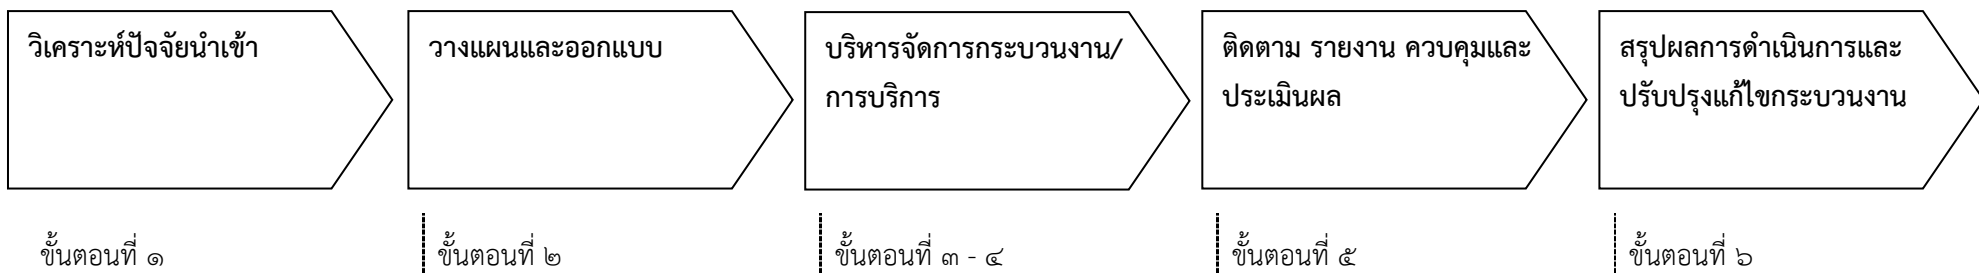 วิเคราะห์ปัจจัยนำเข้า
วางแผนและออกแบบ
บริหารจัดการกระบวนงาน/
การบริการ
ติดตาม รายงาน ควบคุมและ
ประเมินผล
สรุปผลการดำเนินการและ
ปรับปรุงแก้ไขกระบวนงาน
ขั้นตอนที่ ๑
ขั้นตอนที่ ๒
ขั้นตอนที่ ๓ - ๔
ขั้นตอนที่ ๕
ขั้นตอนที่ ๖